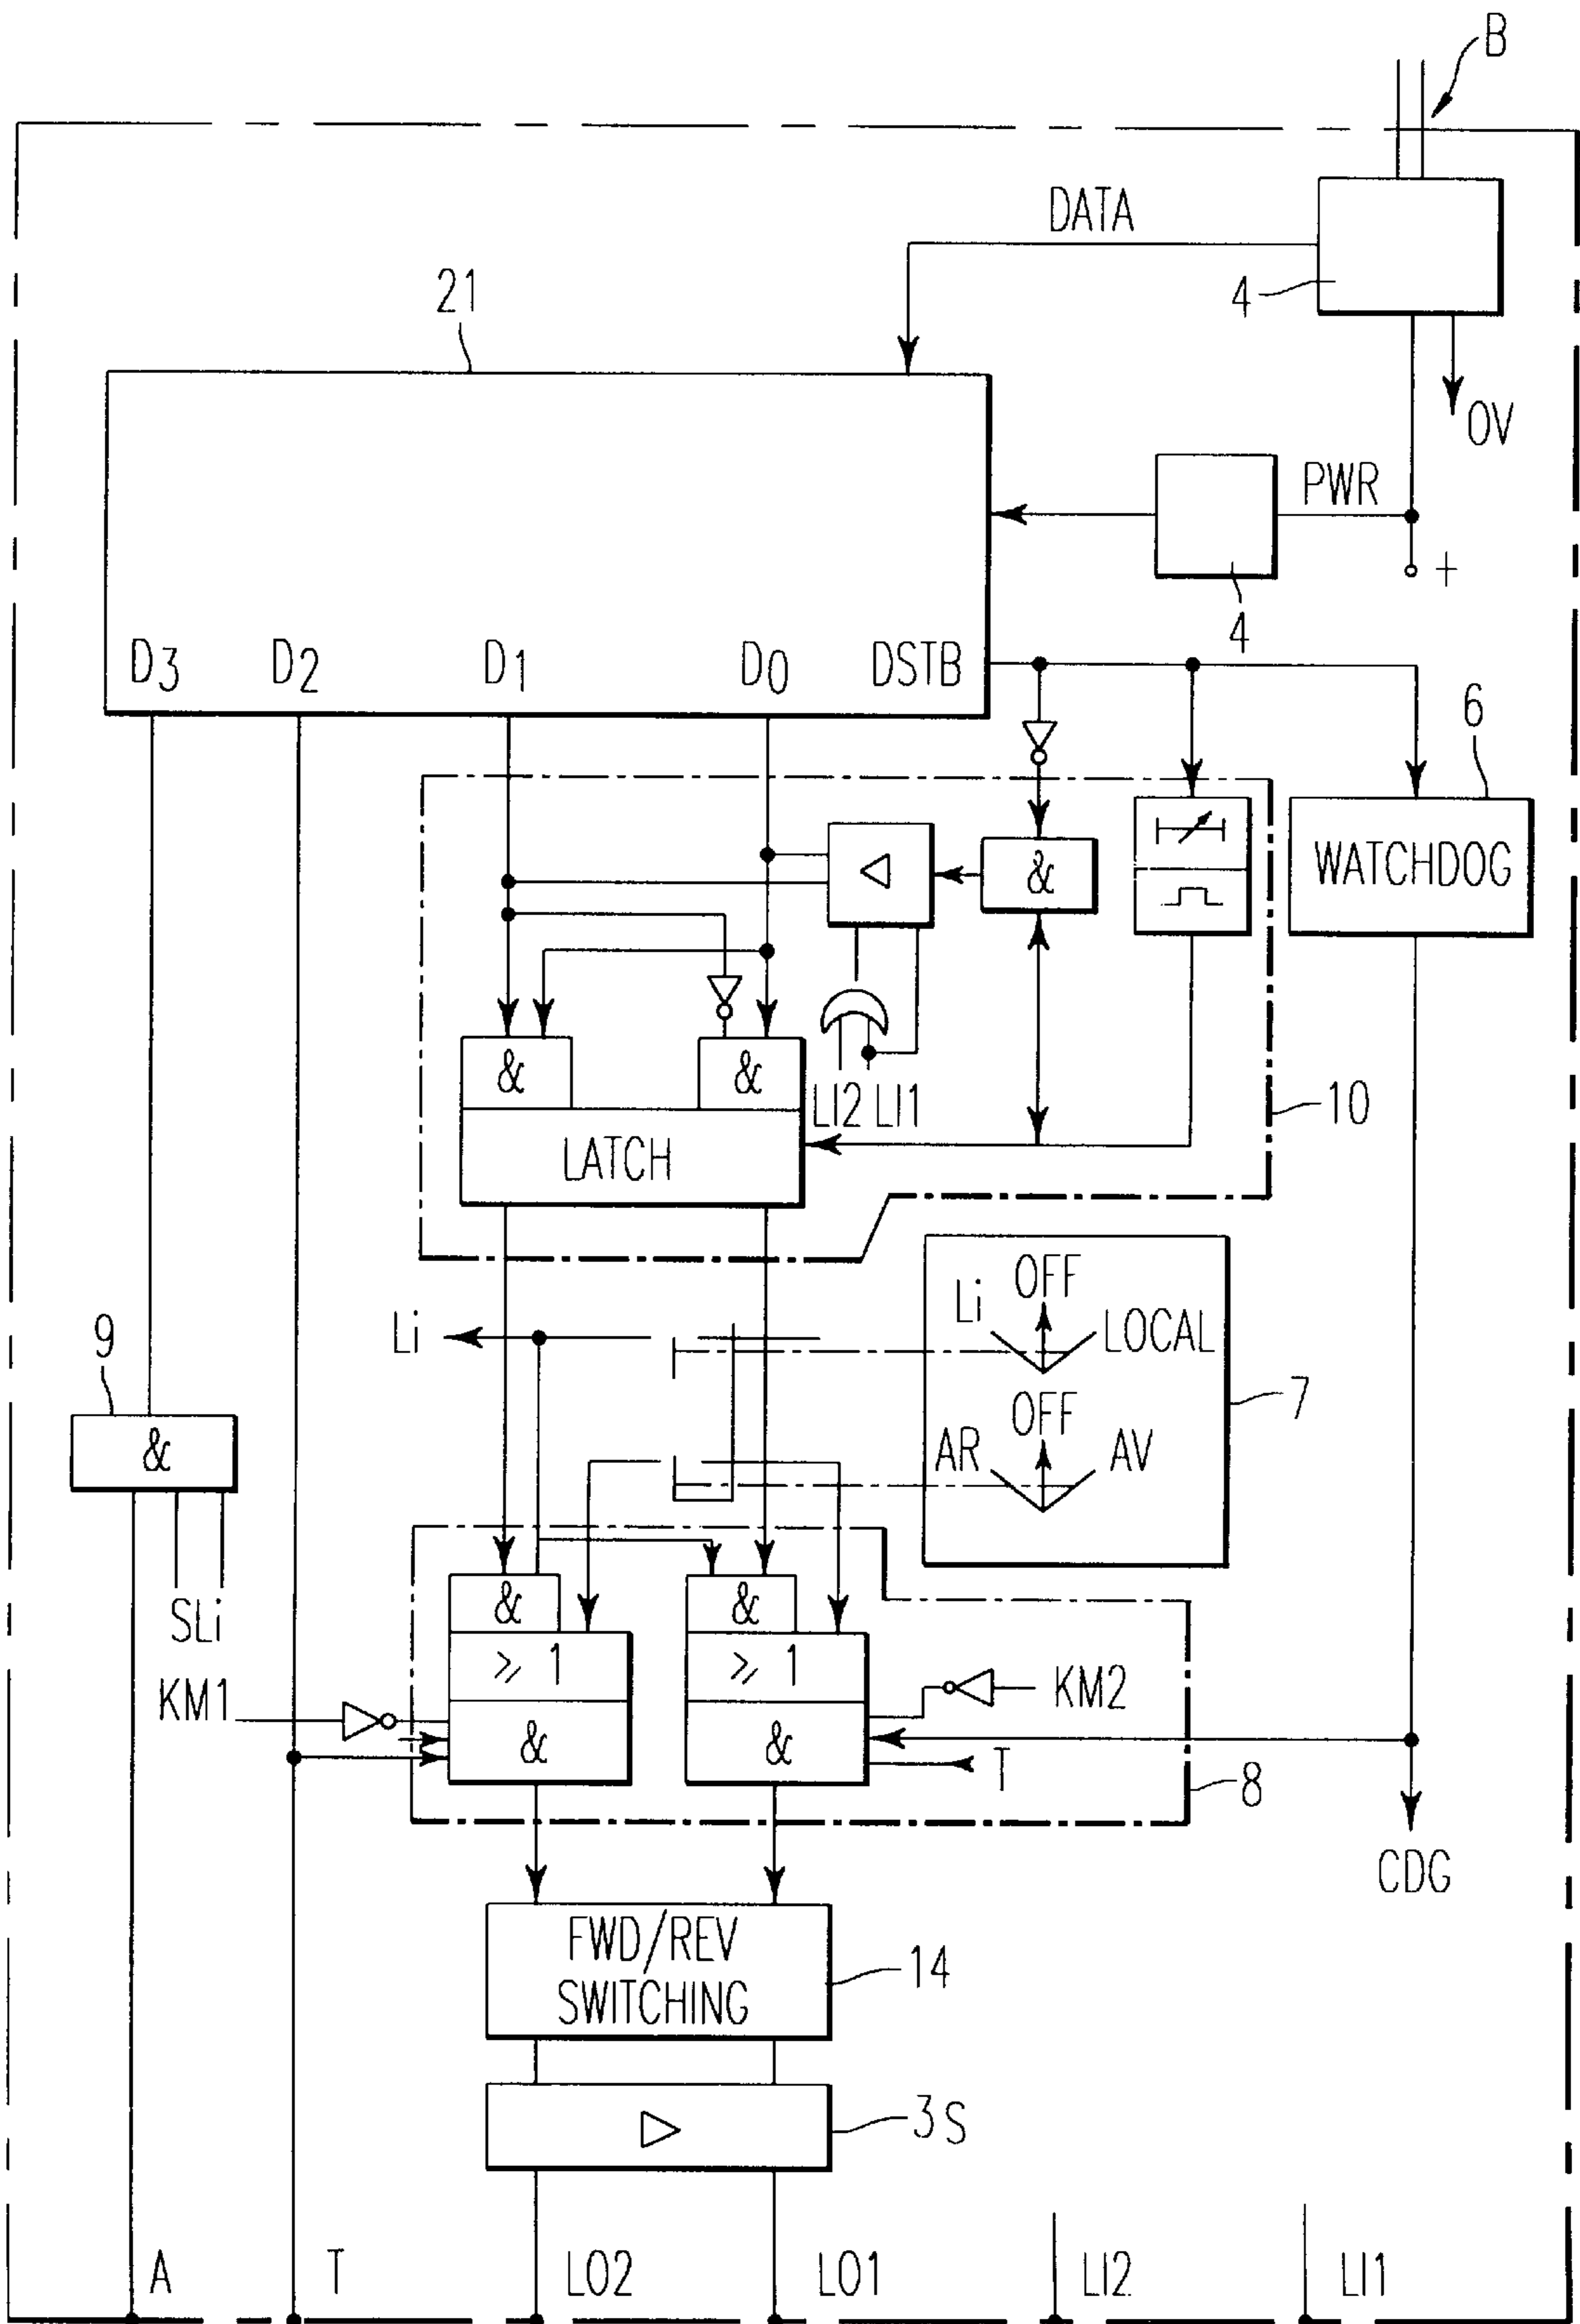 B
DATA
4
21
OV
PWR
+
4
D3 D2 D1 D0 DSTB
6
WATCHDOG
&
& &
LI2 LI1
10
LATCH
Li OFF LOCAL
Li
9
7
OFF
AR AV
&
& &
SLi
≥ 1 ≥ 1
KM1 KM2
& &
T
8
CDG
FWD/REV
SWITCHING
14
3S
A T LO2 LO1 LI2 LI1